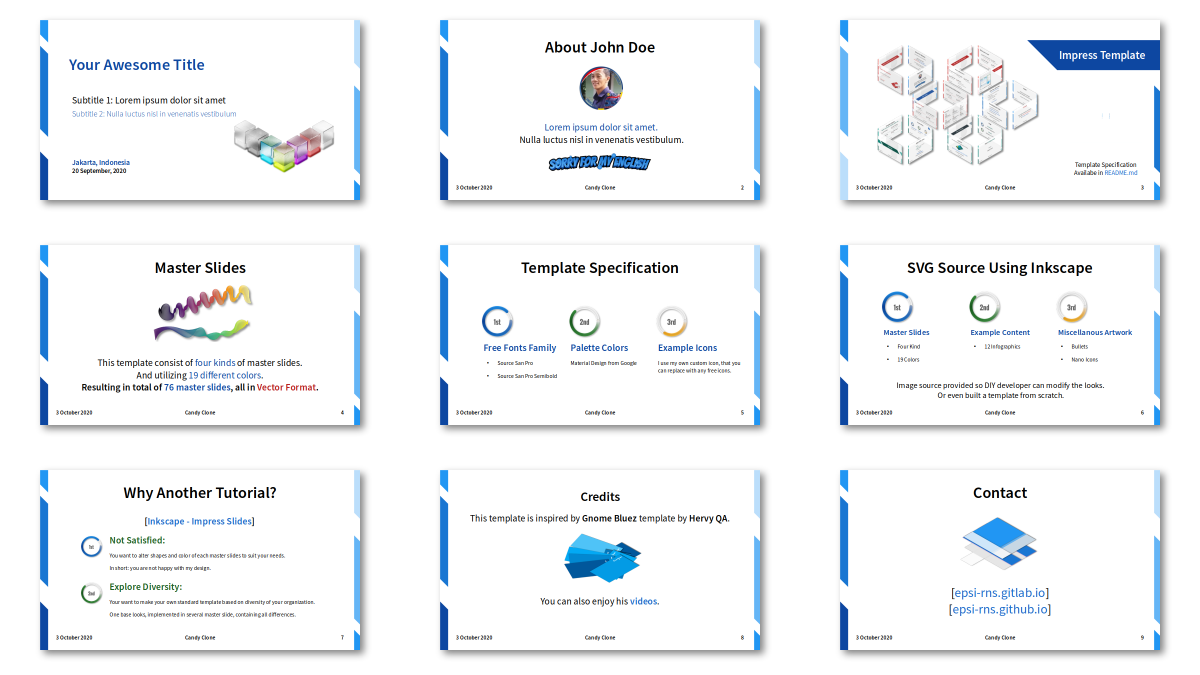 Your Awesome Title
Subtitle 1: Lorem ipsum dolor sit amet
Subtitle 2: Nulla luctus nisl in venenatis vestibulum
Jakarta, Indonesia
20 September, 2020
About John Doe
Lorem ipsum dolor sit amet.
Nulla luctus nisl in venenatis vestibulum.
SORRY FOR MY ENGLISH
3 October 2020
Candy Clone
2
Impress Template
Template Specification
Availabe in README.md
3 October 2020
Candy Clone
3
Master Slides
This template consist of four kinds of master slides.
And utilizing 19 different colors.
Resulting in total of 76 master slides, all in Vector Format.
3 October 2020
Candy Clone
4
Template Specification
1st
2nd
3rd
Free Fonts Family
Palette Colors
Example Icons
• Source San Pro
• Source San Pro Semibold
Material Design from Google
I use my own custom icon, that you
can replace with any free icons.
3 October 2020
Candy Clone
5
SVG Source Using Inkscape
1st
2nd
3rd
Master Slides
Example Content
Miscellanous Artwork
• Four Kind
• 19 Colors
• 12 Infographics
• Bullets
• Nano Icons
Image source provided so DIY developer can modify the looks.
Or even built a template from scratch.
3 October 2020
Candy Clone
6
Why Another Tutorial?
[Inkscape - Impress Slides]
1st
Not Satisfied:
You want to alter shapes and color of each master slides to suit your needs.
In short: you are not happy with my design.
2nd
Explore Diversity:
Your want to make your own standard template based on diversity of your organization.
One base looks, implemented in several master slide, containing all differences.
3 October 2020
Candy Clone
7
Credits
This template is inspired by Gnome Bluez template by Hervy QA.
You can also enjoy his videos.
3 October 2020
Candy Clone
8
Contact
[epsi-rns.gitlab.io]
[epsi-rns.github.io]
3 October 2020
Candy Clone
9